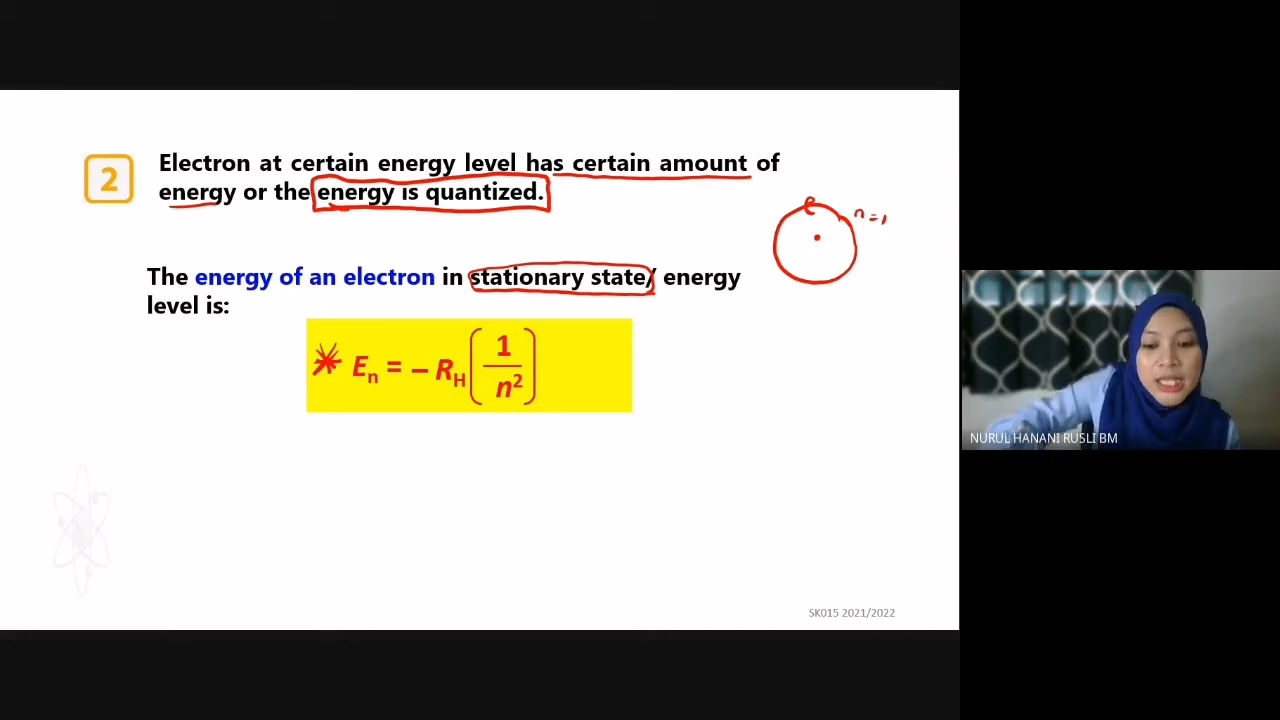 2
Electron at certain energy level has certain amount of
energy or the energy is quantized.
e n=1
The energy of an electron in stationary state/ energy
level is:
* En = – RH ( 1 / n² )
NURUL HANANI RUSLI BM
SK015 2021/2022